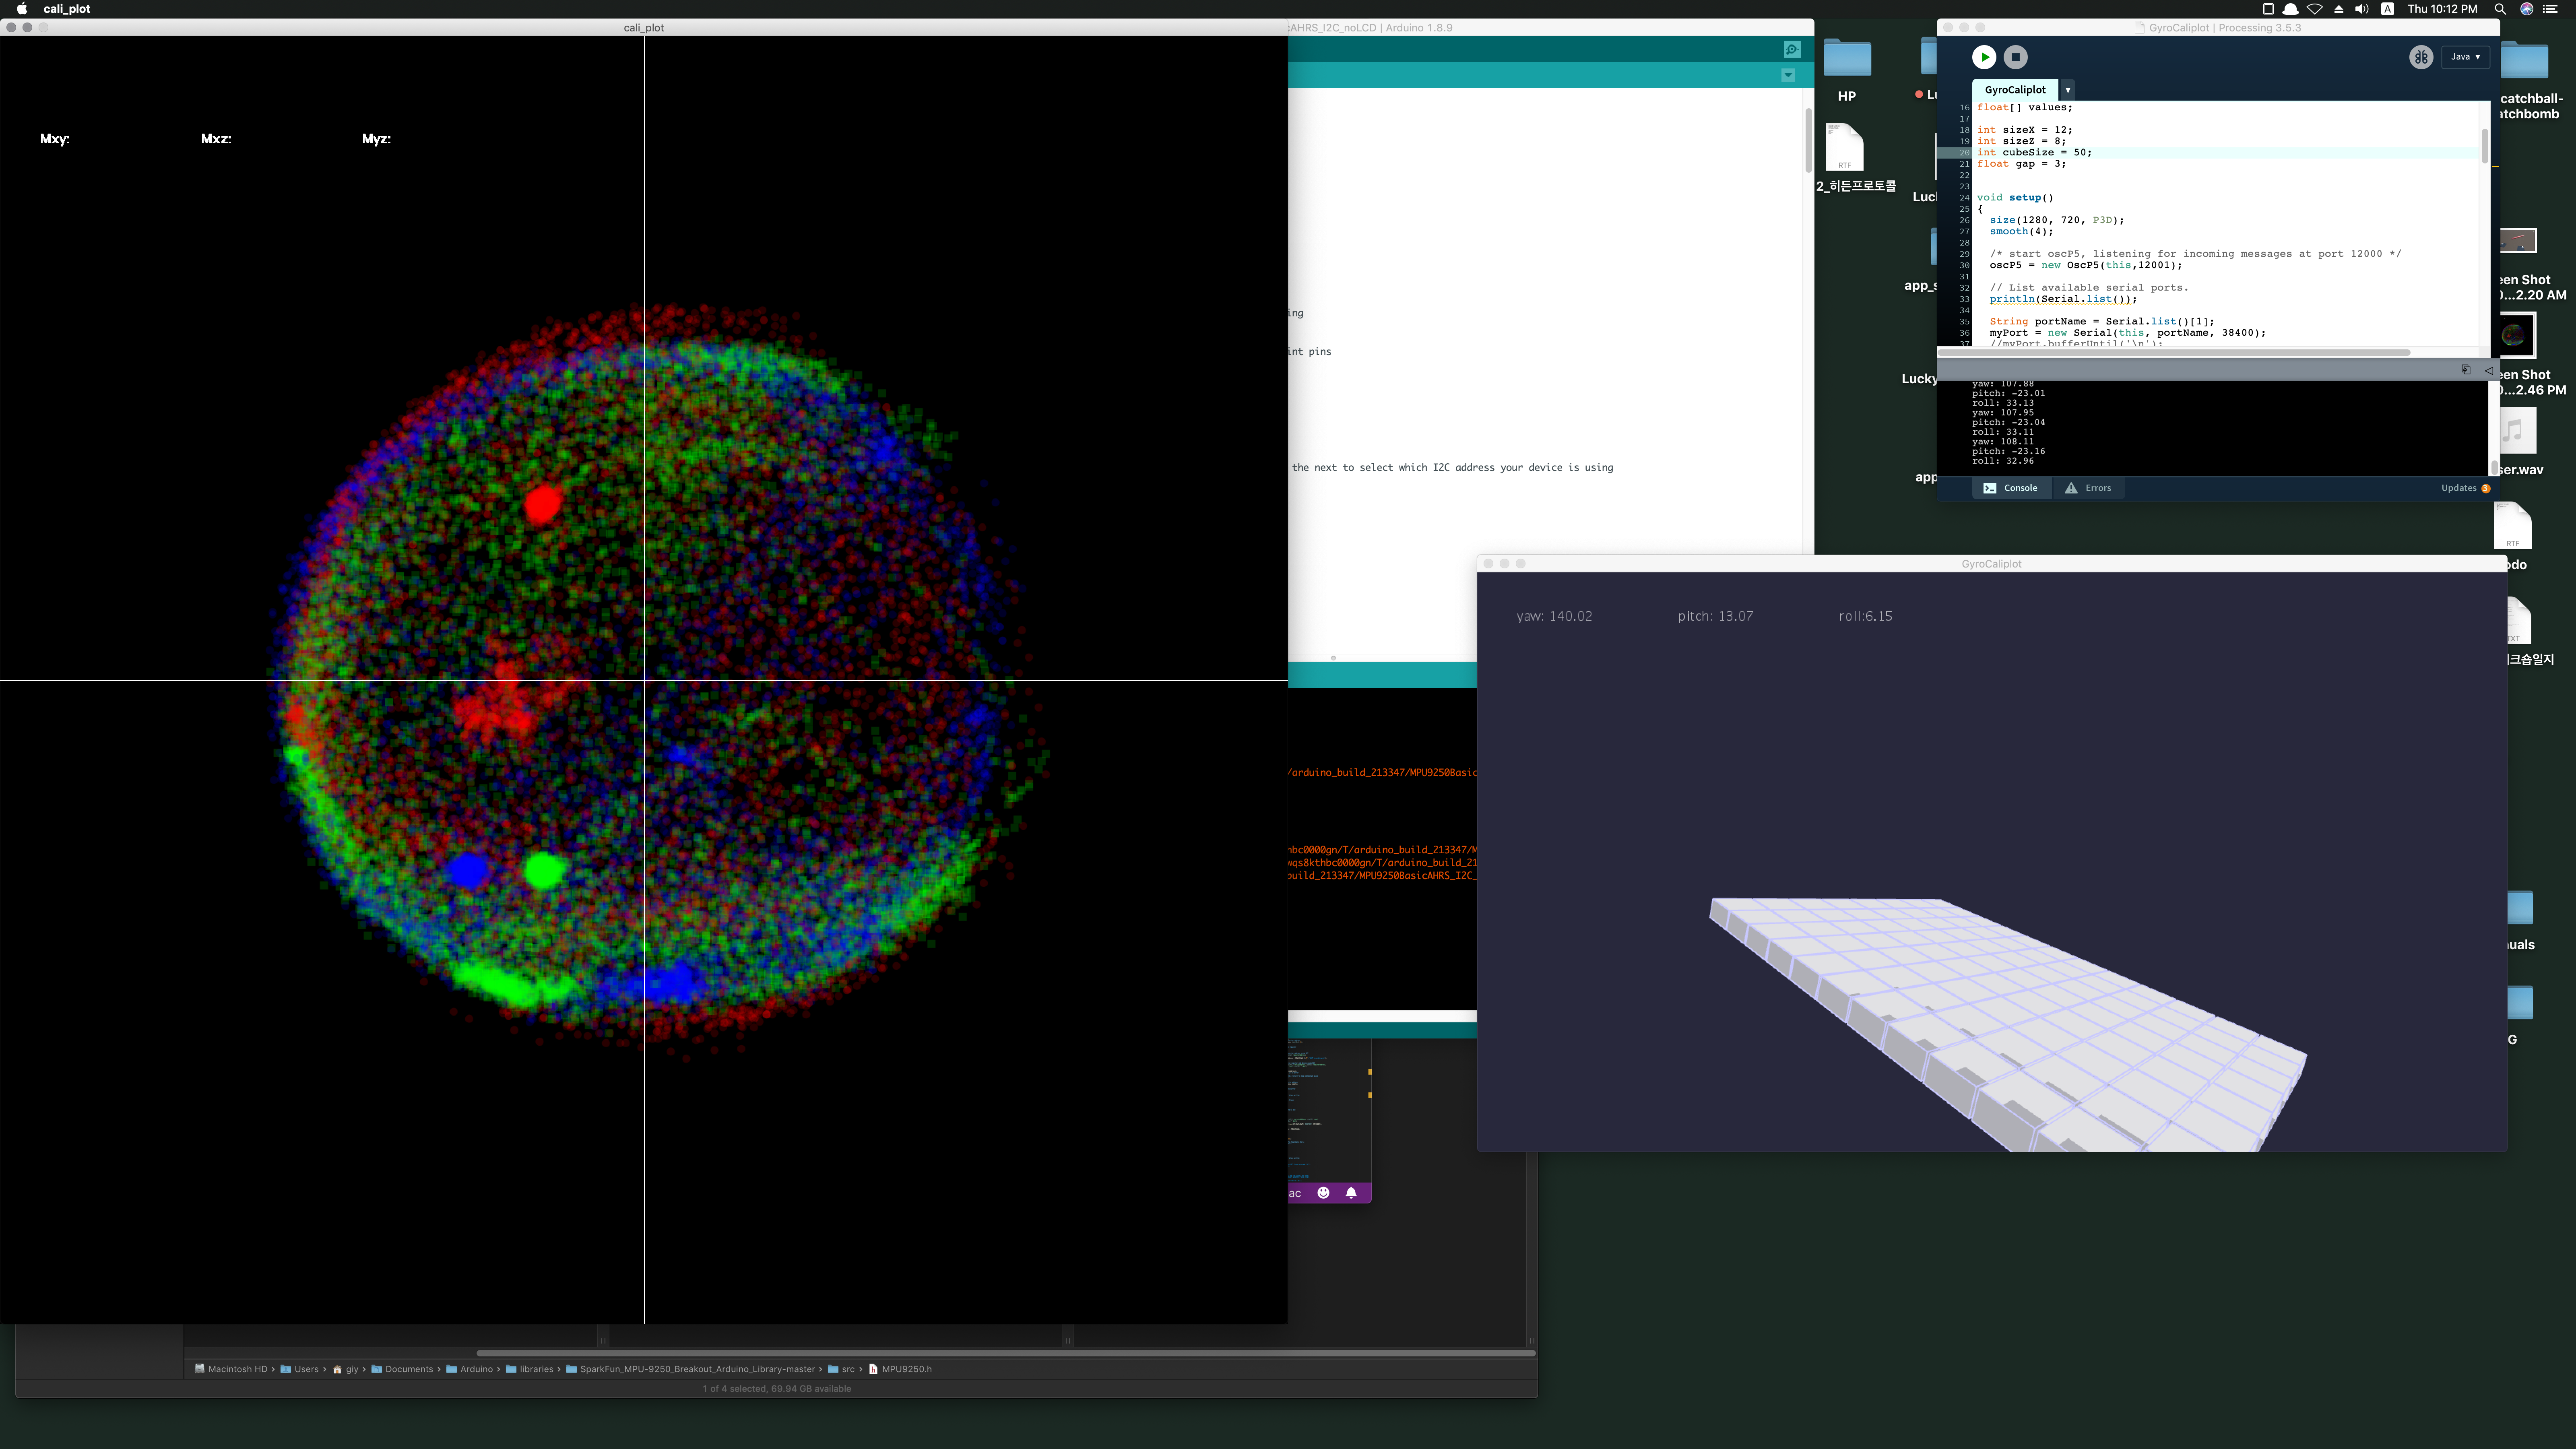 cali_plot
Thu 10:12 PM
cali_plot
Mxy:
Mxz:
Myz:
cAHRS_I2C_noLCD | Arduino 1.8.9
ing
int pins
the next to select which I2C address your device is using
/arduino_build_213347/MPU9250Basic
hbc0000gn/T/arduino_build_213347/M
wqs8kthbc0000gn/T/arduino_build_21
build_213347/MPU9250BasicAHRS_I2C_
ac
HP
RTF
2_히든프로토콜
Lu
Luc
app_s
Lucky
app
GyroCaliplot | Processing 3.5.3
Java
GyroCaliplot
16 float[] values;
17
18 int sizeX = 12;
19 int sizeZ = 8;
20 int cubeSize = 50;
21 float gap = 3;
22
23
24 void setup()
25 {
26 size(1280, 720, P3D);
27 smooth(4);
28
29 /* start oscP5, listening for incoming messages at port 12000 */
30 oscP5 = new OscP5(this,12001);
31
32 // List available serial ports.
33 println(Serial.list());
34
35 String portName = Serial.list()[1];
36 myPort = new Serial(this, portName, 38400);
37 //myPort.bufferUntil('\n');
yaw: 107.88
pitch: -23.01
roll: 33.13
yaw: 107.95
pitch: -23.04
roll: 33.11
yaw: 108.11
pitch: -23.16
roll: 32.96
Console
Errors
Updates 3
catchball-
atchbomb
een Shot
0...2.20 AM
een Shot
0...2.46 PM
ser.wav
RTF
odo
TXT
크숍일지
uals
G
GyroCaliplot
yaw: 140.02
pitch: 13.07
roll:6.15
Macintosh HD › Users › giy › Documents › Arduino › libraries › SparkFun_MPU-9250_Breakout_Arduino_Library-master › src › MPU9250.h
1 of 4 selected, 69.94 GB available